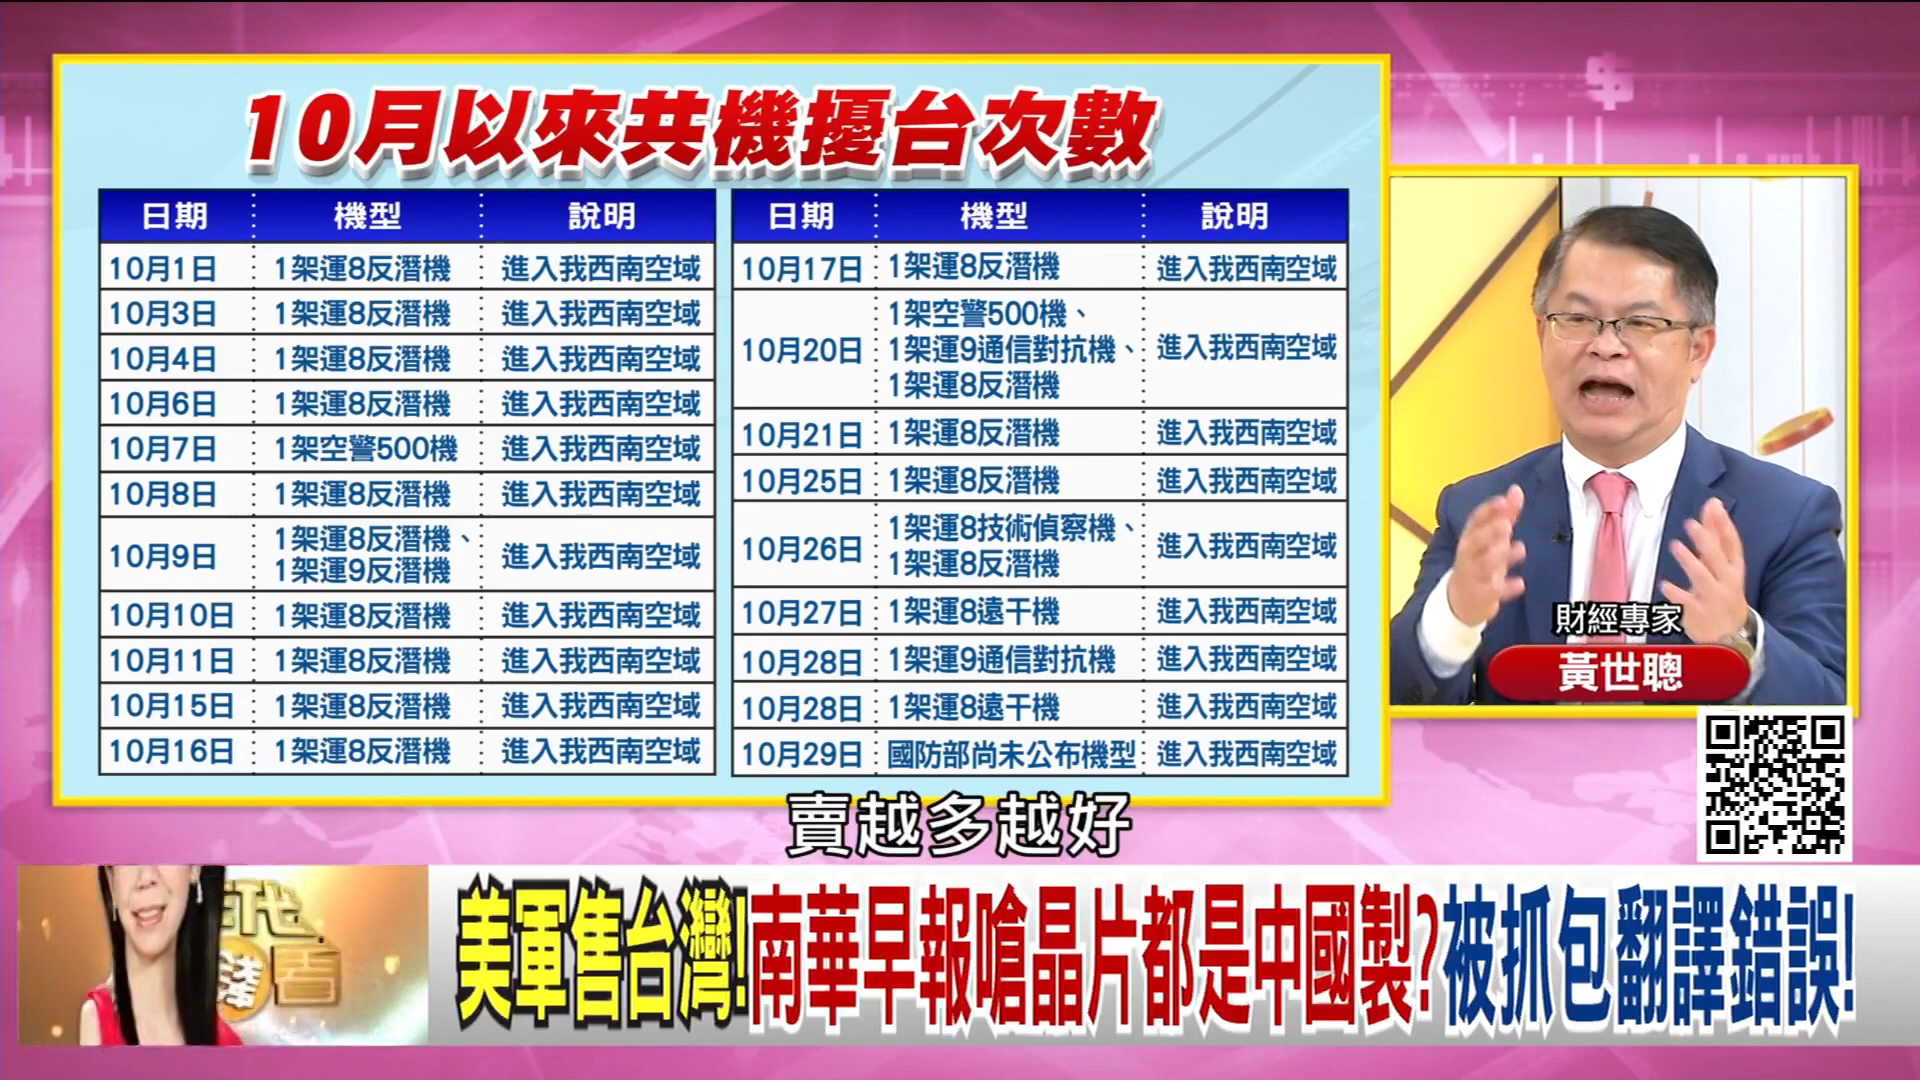 10月以來共機擾台次數
日期 機型 說明
10月1日 1架運8反潛機 進入我西南空域
10月3日 1架運8反潛機 進入我西南空域
10月4日 1架運8反潛機 進入我西南空域
10月6日 1架運8反潛機 進入我西南空域
10月7日 1架空警500機 進入我西南空域
10月8日 1架運8反潛機 進入我西南空域
10月9日 1架運8反潛機、
1架運9反潛機 進入我西南空域
10月10日 1架運8反潛機 進入我西南空域
10月11日 1架運8反潛機 進入我西南空域
10月15日 1架運8反潛機 進入我西南空域
10月16日 1架運8反潛機 進入我西南空域
日期 機型 說明
10月17日 1架運8反潛機 進入我西南空域
10月20日 1架空警500機、
1架運9通信對抗機、
1架運8反潛機 進入我西南空域
10月21日 1架運8反潛機 進入我西南空域
10月25日 1架運8反潛機 進入我西南空域
10月26日 1架運8技術偵察機、
1架運8反潛機 進入我西南空域
10月27日 1架運8遠干機 進入我西南空域
10月28日 1架運9通信對抗機 進入我西南空域
10月28日 1架運8遠干機 進入我西南空域
10月29日 國防部尚未公布機型 進入我西南空域
財經專家
黃世聰
賣越多越好
美軍售台灣!南華早報嗆晶片都是中國製?被抓包翻譯錯誤!